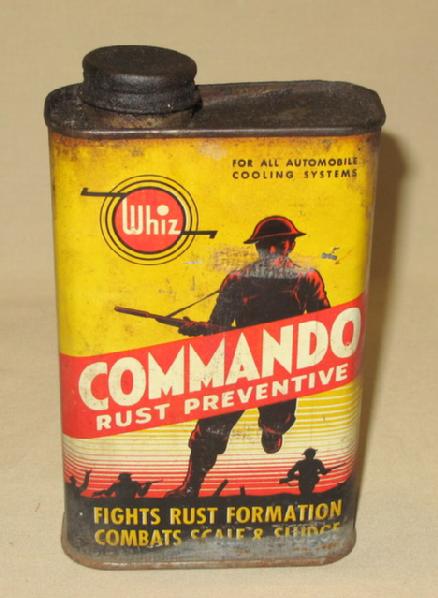 FOR ALL AUTOMOBILE
COOLING SYSTEMS
Whiz
COMMANDO
RUST PREVENTIVE
FIGHTS RUST FORMATION
COMBATS SCALE & SLUDGE